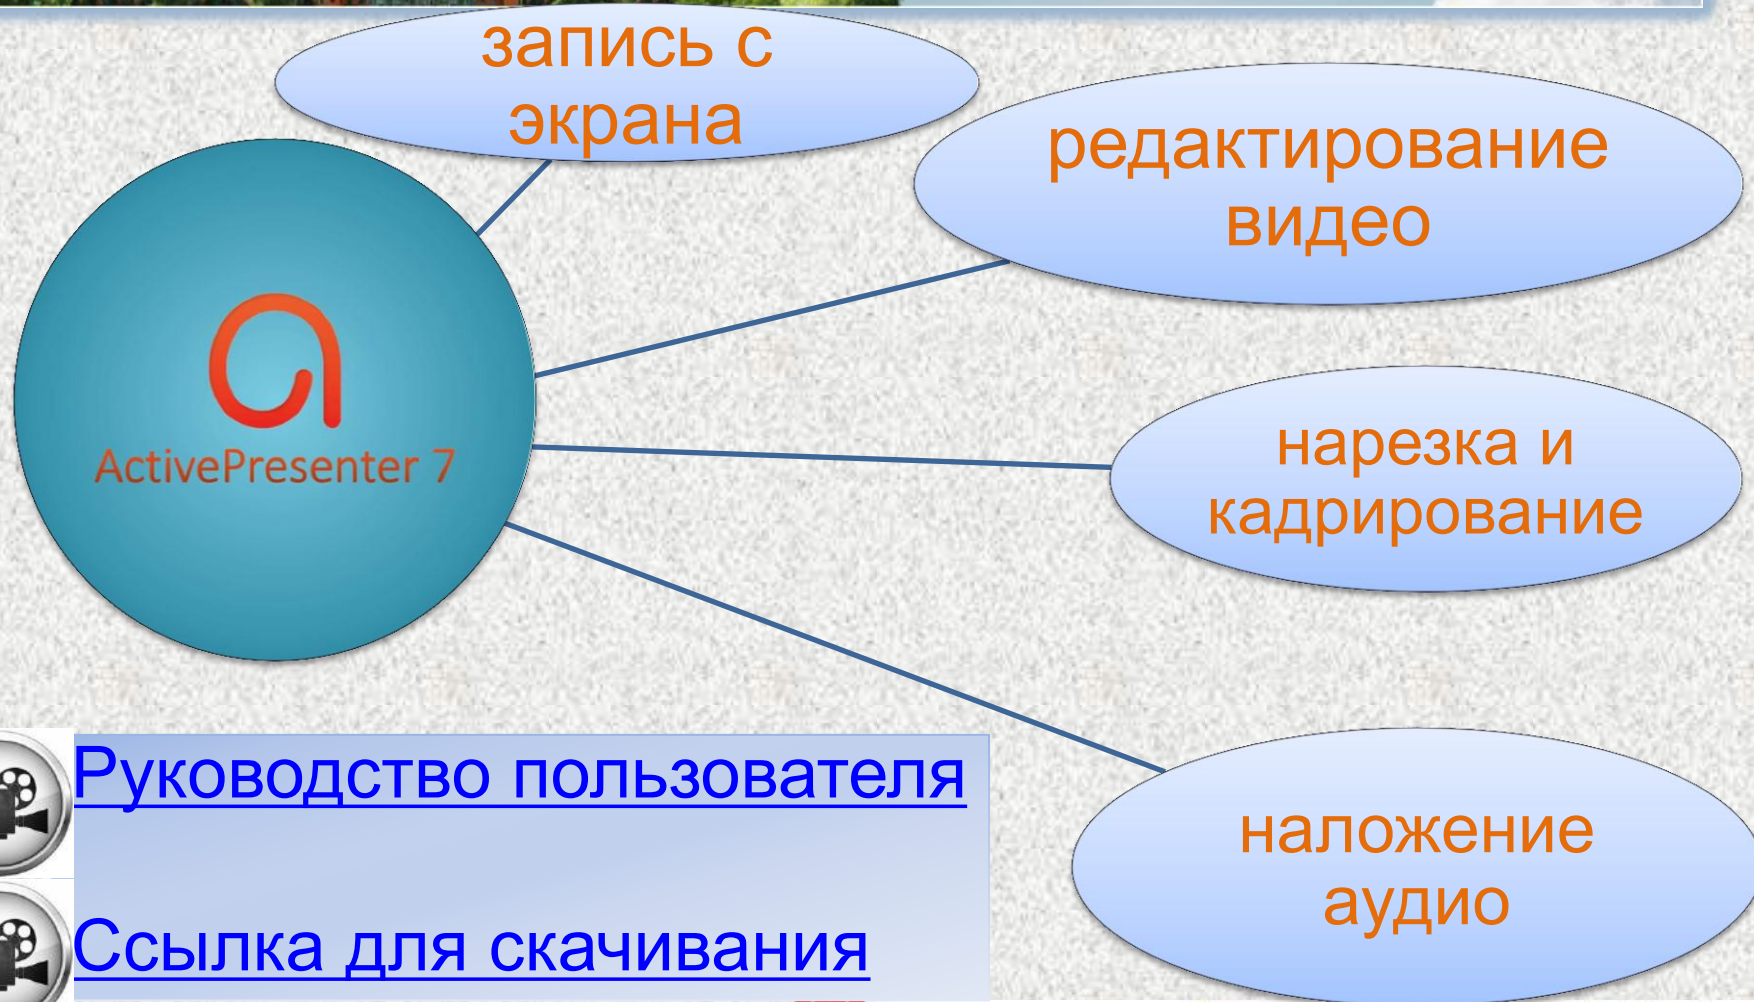 запись с
экрана
редактирование
видео
ActivePresenter 7
нарезка и
кадрирование
наложение
аудио
Руководство пользователя
Ссылка для скачивания